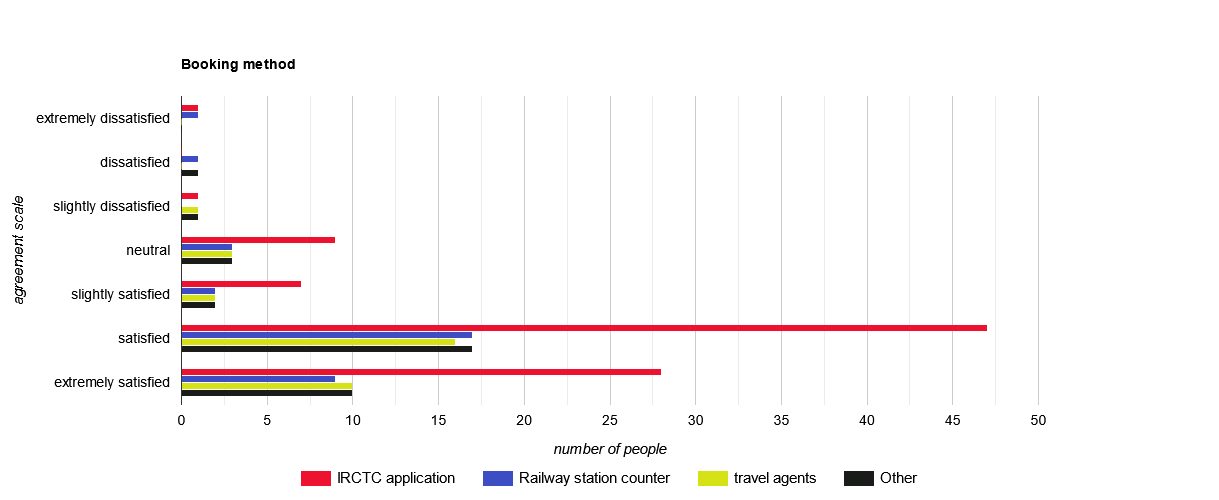 Booking method
agreement scale
extremely dissatisfied
dissatisfied
slightly dissatisfied
neutral
slightly satisfied
satisfied
extremely satisfied
0 5 10 15 20 25 30 35 40 45 50
number of people
IRCTC application Railway station counter travel agents Other